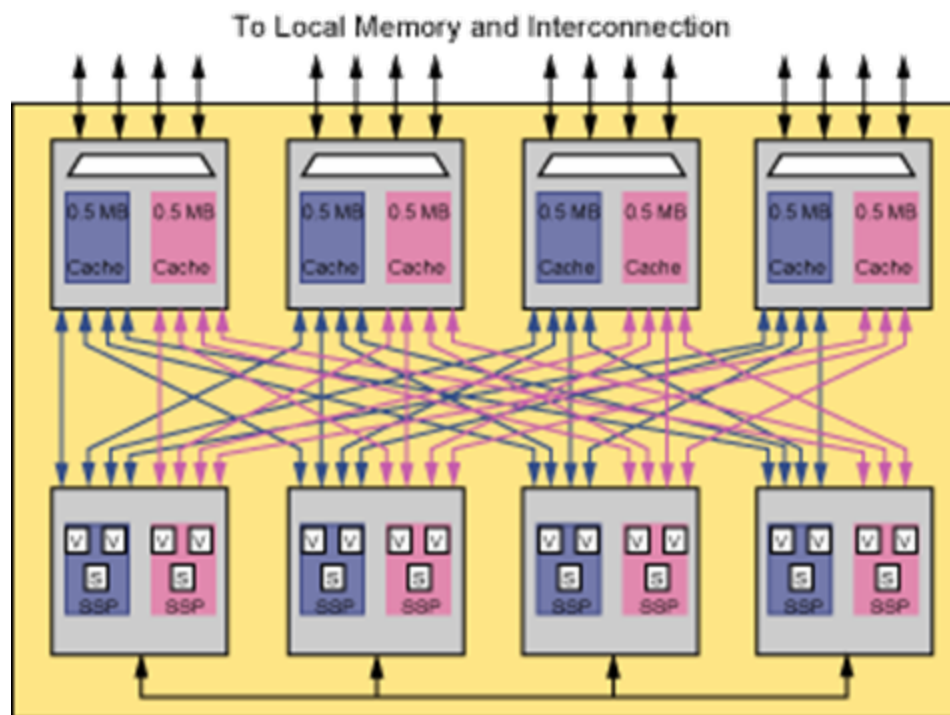 To Local Memory and Interconnection
0.5 MB 0.5 MB 0.5 MB 0.5 MB 0.5 MB 0.5 MB 0.5 MB 0.5 MB
Cache Cache Cache Cache Cache Cache Cache Cache
V V V V V V V V V V V V V V V V
S S S S S S S S
SSP SSP SSP SSP SSP SSP SSP SSP